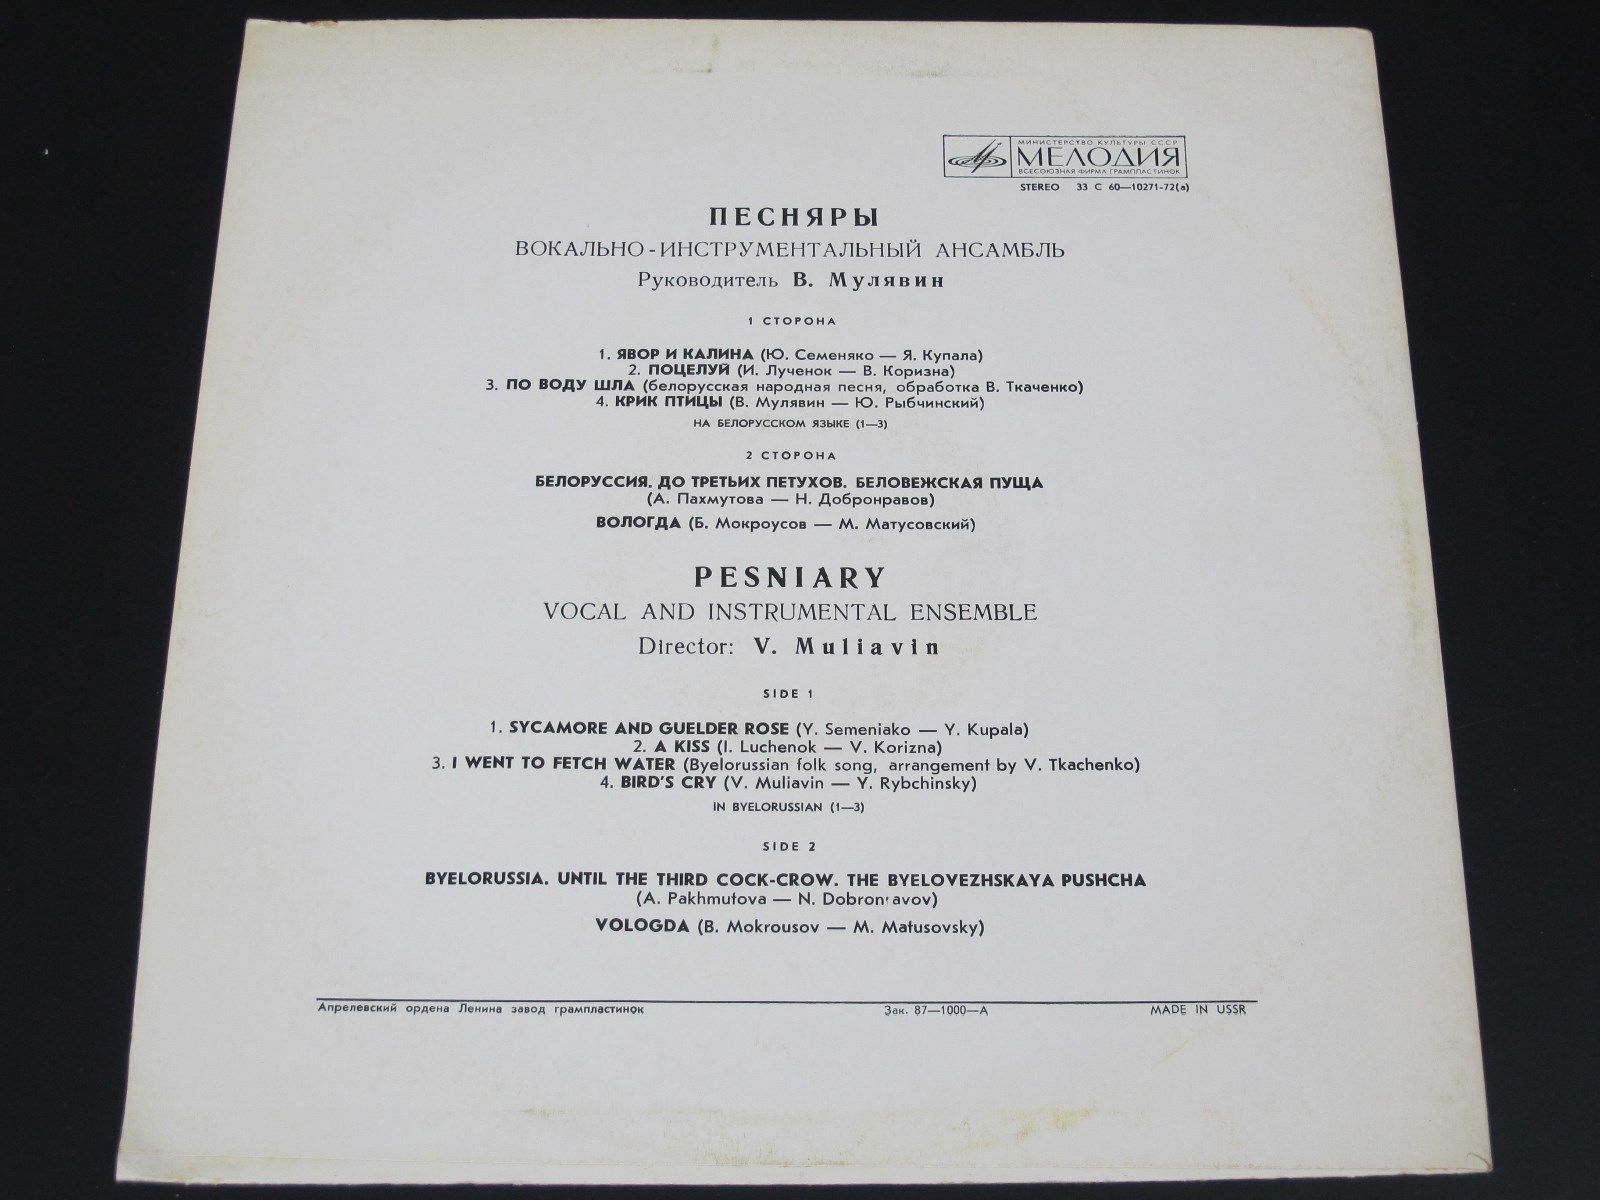 МИНИСТЕРСТВО КУЛЬТУРЫ СССР
МЕЛОДИЯ
ВСЕСОЮЗНАЯ ФИРМА ГРАМПЛАСТИНОК
STEREO 33 С 60—10271-72(а)
ПЕСНЯРЫ
ВОКАЛЬНО-ИНСТРУМЕНТАЛЬНЫЙ АНСАМБЛЬ
Руководитель В. Мулявин
1 СТОРОНА
1. ЯВОР И КАЛИНА (Ю. Семеняко — Я. Купала)
2. ПОЦЕЛУЙ (И. Лученок — В. Коризна)
3. ПО ВОДУ ШЛА (белорусская народная песня, обработка В. Ткаченко)
4. КРИК ПТИЦЫ (В. Мулявин — Ю. Рыбчинский)
НА БЕЛОРУССКОМ ЯЗЫКЕ (1—3)
2 СТОРОНА
БЕЛОРУССИЯ. ДО ТРЕТЬИХ ПЕТУХОВ. БЕЛОВЕЖСКАЯ ПУЩА
(А. Пахмутова — Н. Добронравов)
ВОЛОГДА (Б. Мокроусов — М. Матусовский)
PESNIARY
VOCAL AND INSTRUMENTAL ENSEMBLE
Director: V. Muliavin
SIDE 1
1. SYCAMORE AND GUELDER ROSE (Y. Semeniako — Y. Kupala)
2. A KISS (I. Luchenok — V. Korizna)
3. I WENT TO FETCH WATER (Byelorussian folk song, arrangement by V. Tkachenko)
4. BIRD'S CRY (V. Muliavin — Y. Rybchinsky)
IN BYELORUSSIAN (1—3)
SIDE 2
BYELORUSSIA. UNTIL THE THIRD COCK-CROW. THE BYELOVEZHSKAYA PUSHCHA
(A. Pakhmutova — N. Dobronravov)
VOLOGDA (B. Mokrousov — M. Matusovsky)
Апрелевский ордена Ленина завод грампластинок Зак. 87—1000—А MADE IN USSR